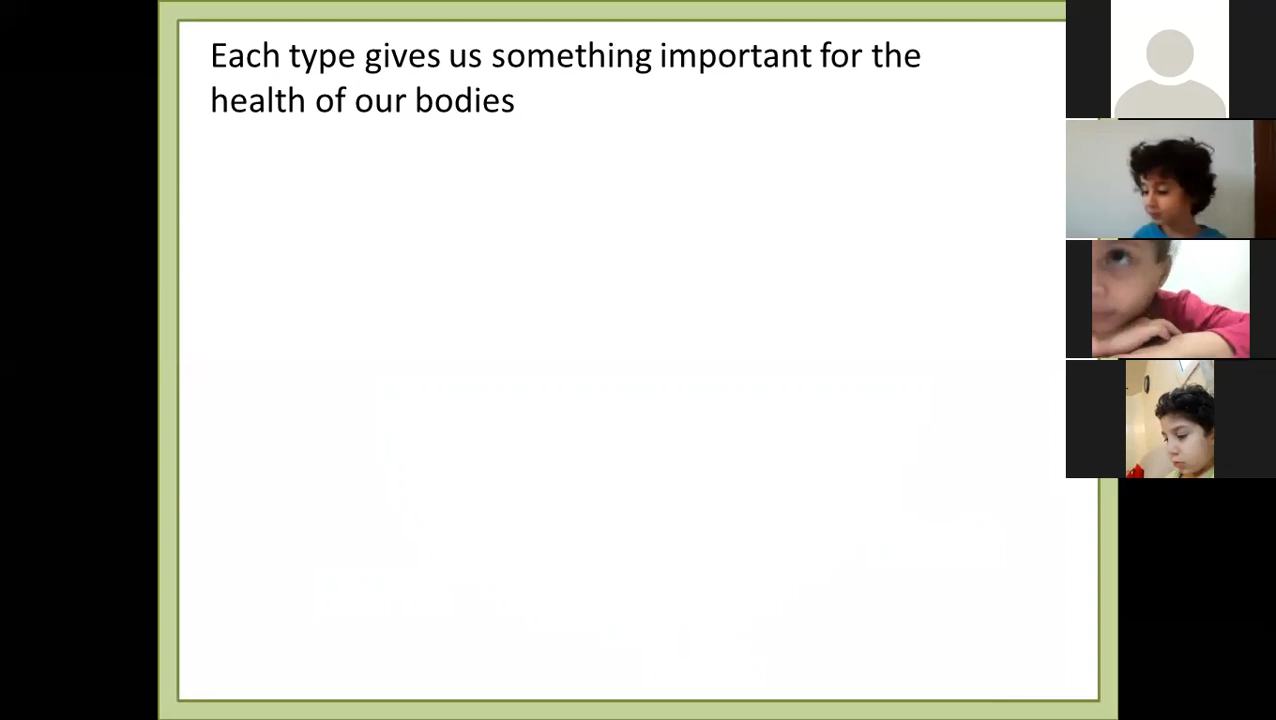 Each type gives us something important for the
health of our bodies